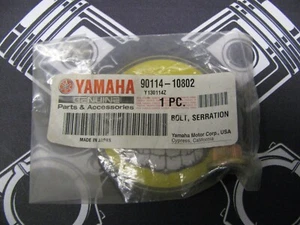 YAMAHA
GENUINE
Parts & Accessories
90114-10802
Y130114Z
1 PC.
BOLT, SERRATION
MADE IN JAPAN
Yamaha Motor Corp., USA
Cypress, California